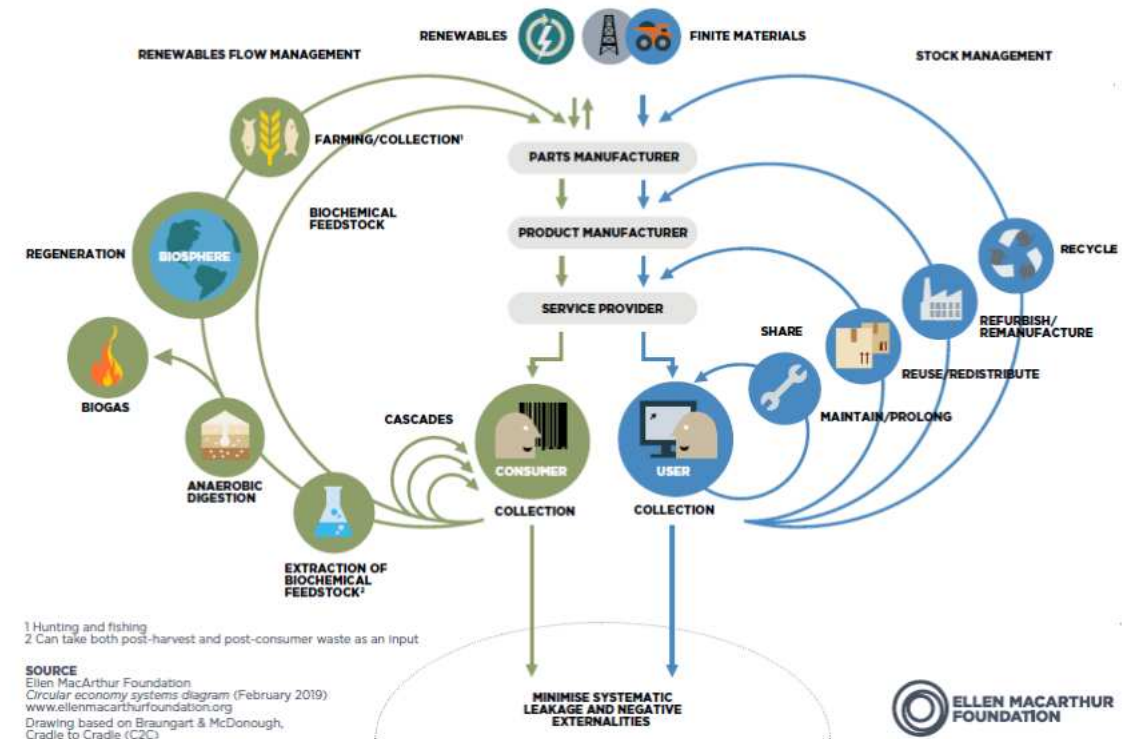 RENEWABLES
FINITE MATERIALS
RENEWABLES FLOW MANAGEMENT
STOCK MANAGEMENT
FARMING/COLLECTION¹
PARTS MANUFACTURER
BIOCHEMICAL
FEEDSTOCK
PRODUCT MANUFACTURER
REGENERATION
BIOSPHERE
RECYCLE
SERVICE PROVIDER
SHARE
REFURBISH/
REMANUFACTURE
REUSE/REDISTRIBUTE
BIOGAS
CASCADES
MAINTAIN/PROLONG
CONSUMER
USER
ANAEROBIC
DIGESTION
COLLECTION
COLLECTION
EXTRACTION OF
BIOCHEMICAL
FEEDSTOCK²
1 Hunting and fishing
2 Can take both post-harvest and post-consumer waste as an input
SOURCE
Ellen MacArthur Foundation
Circular economy systems diagram (February 2019)
www.ellenmacarthurfoundation.org
Drawing based on Braungart & McDonough,
Cradle to Cradle (C2C)
MINIMISE SYSTEMATIC
LEAKAGE AND NEGATIVE
EXTERNALITIES
ELLEN MACARTHUR
FOUNDATION